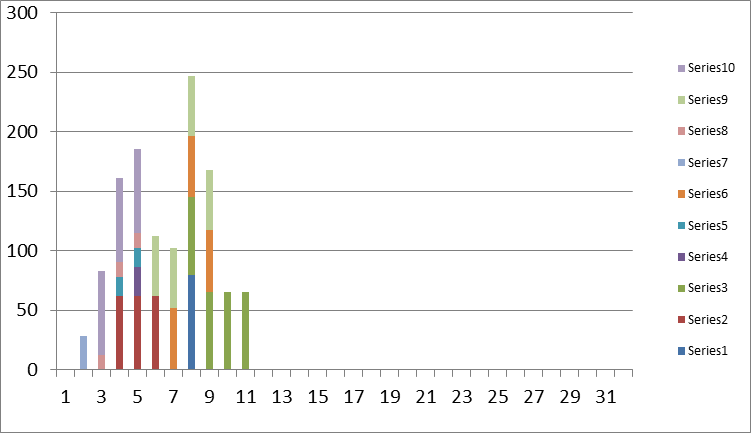 300
250
200
150
100
50
0
1 3 5 7 9 11 13 15 17 19 21 23 25 27 29 31
Series10
Series9
Series8
Series7
Series6
Series5
Series4
Series3
Series2
Series1